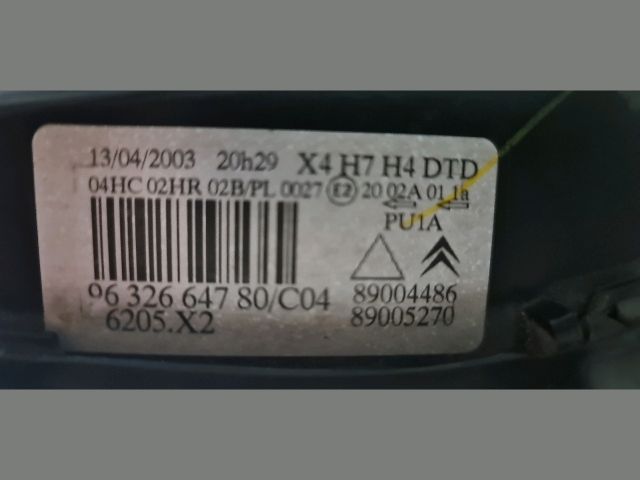 13/04/2003 20h29 X4 H7 H4 DTD
04HC 02HR 02B/PL 0027 E2 20 02A 01 1a
PU1A
96 326 647 80/C04
6205.X2
89004486
89005270